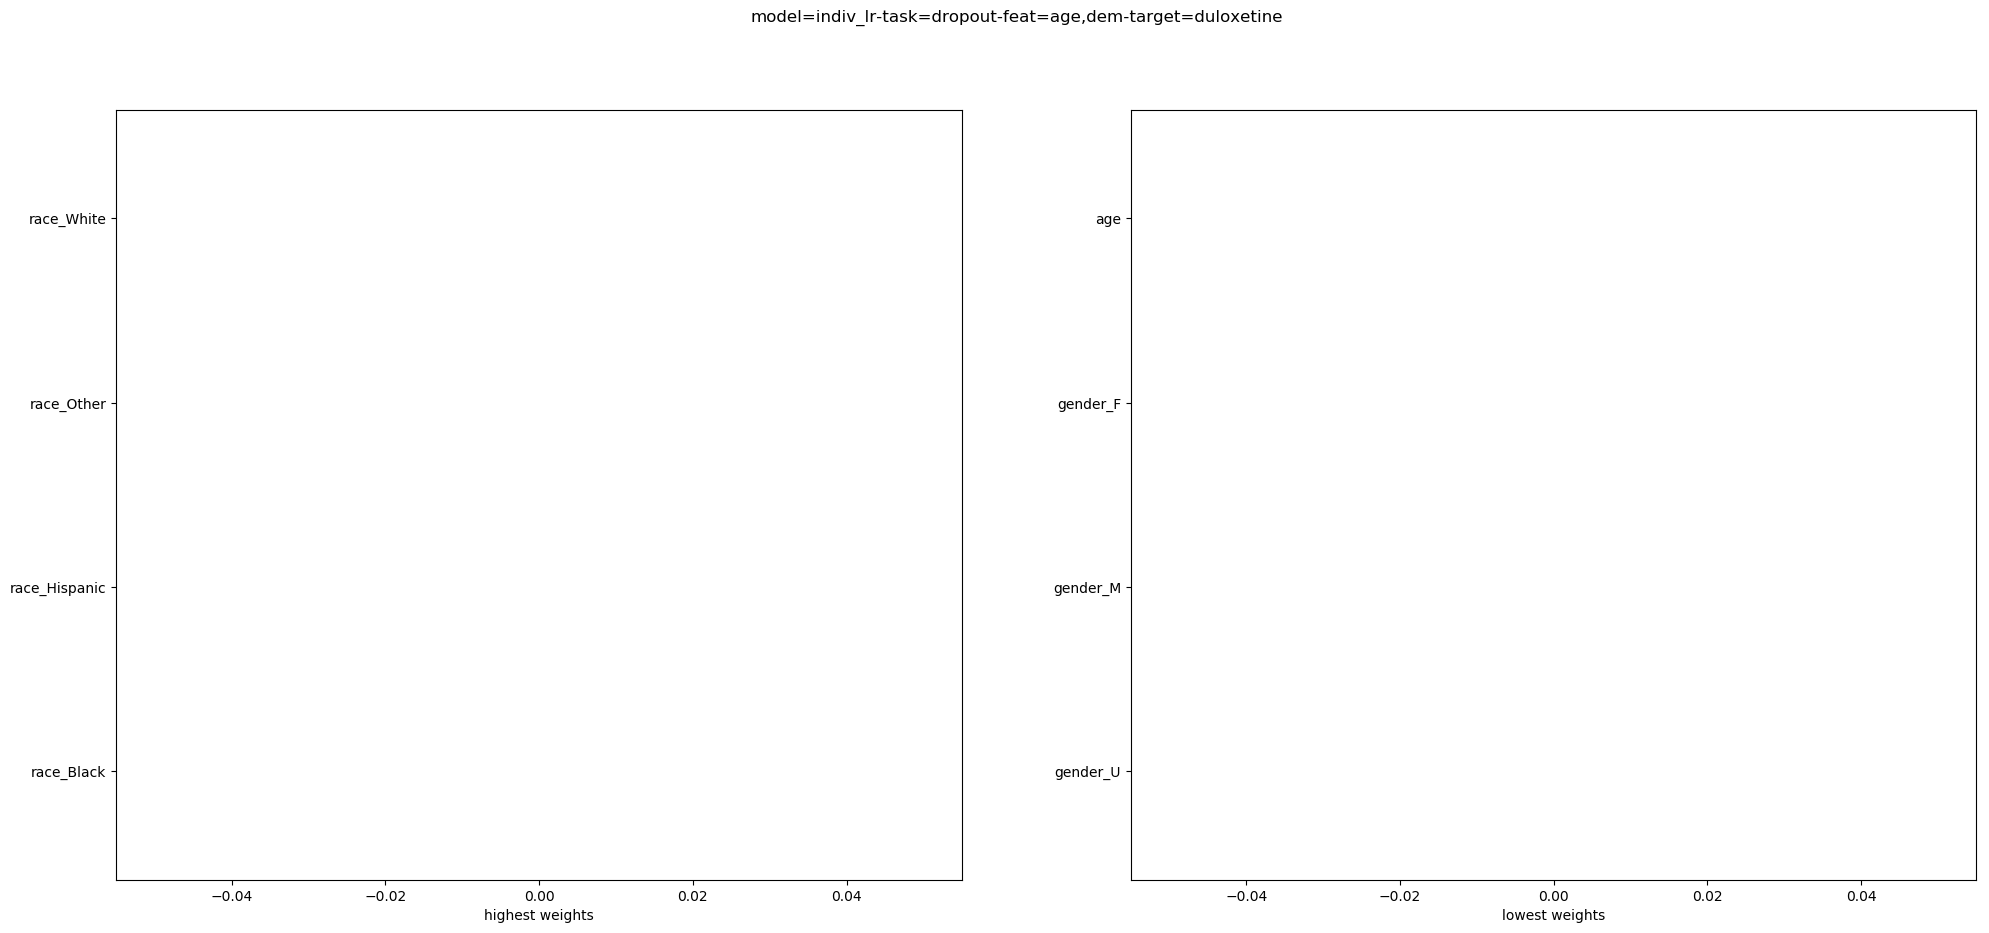 model=indiv_lr-task=dropout-feat=age,dem-target=duloxetine
race_White
race_Other
race_Hispanic
race_Black
−0.04 −0.02 0.00 0.02 0.04
highest weights
age
gender_F
gender_M
gender_U
−0.04 −0.02 0.00 0.02 0.04
lowest weights